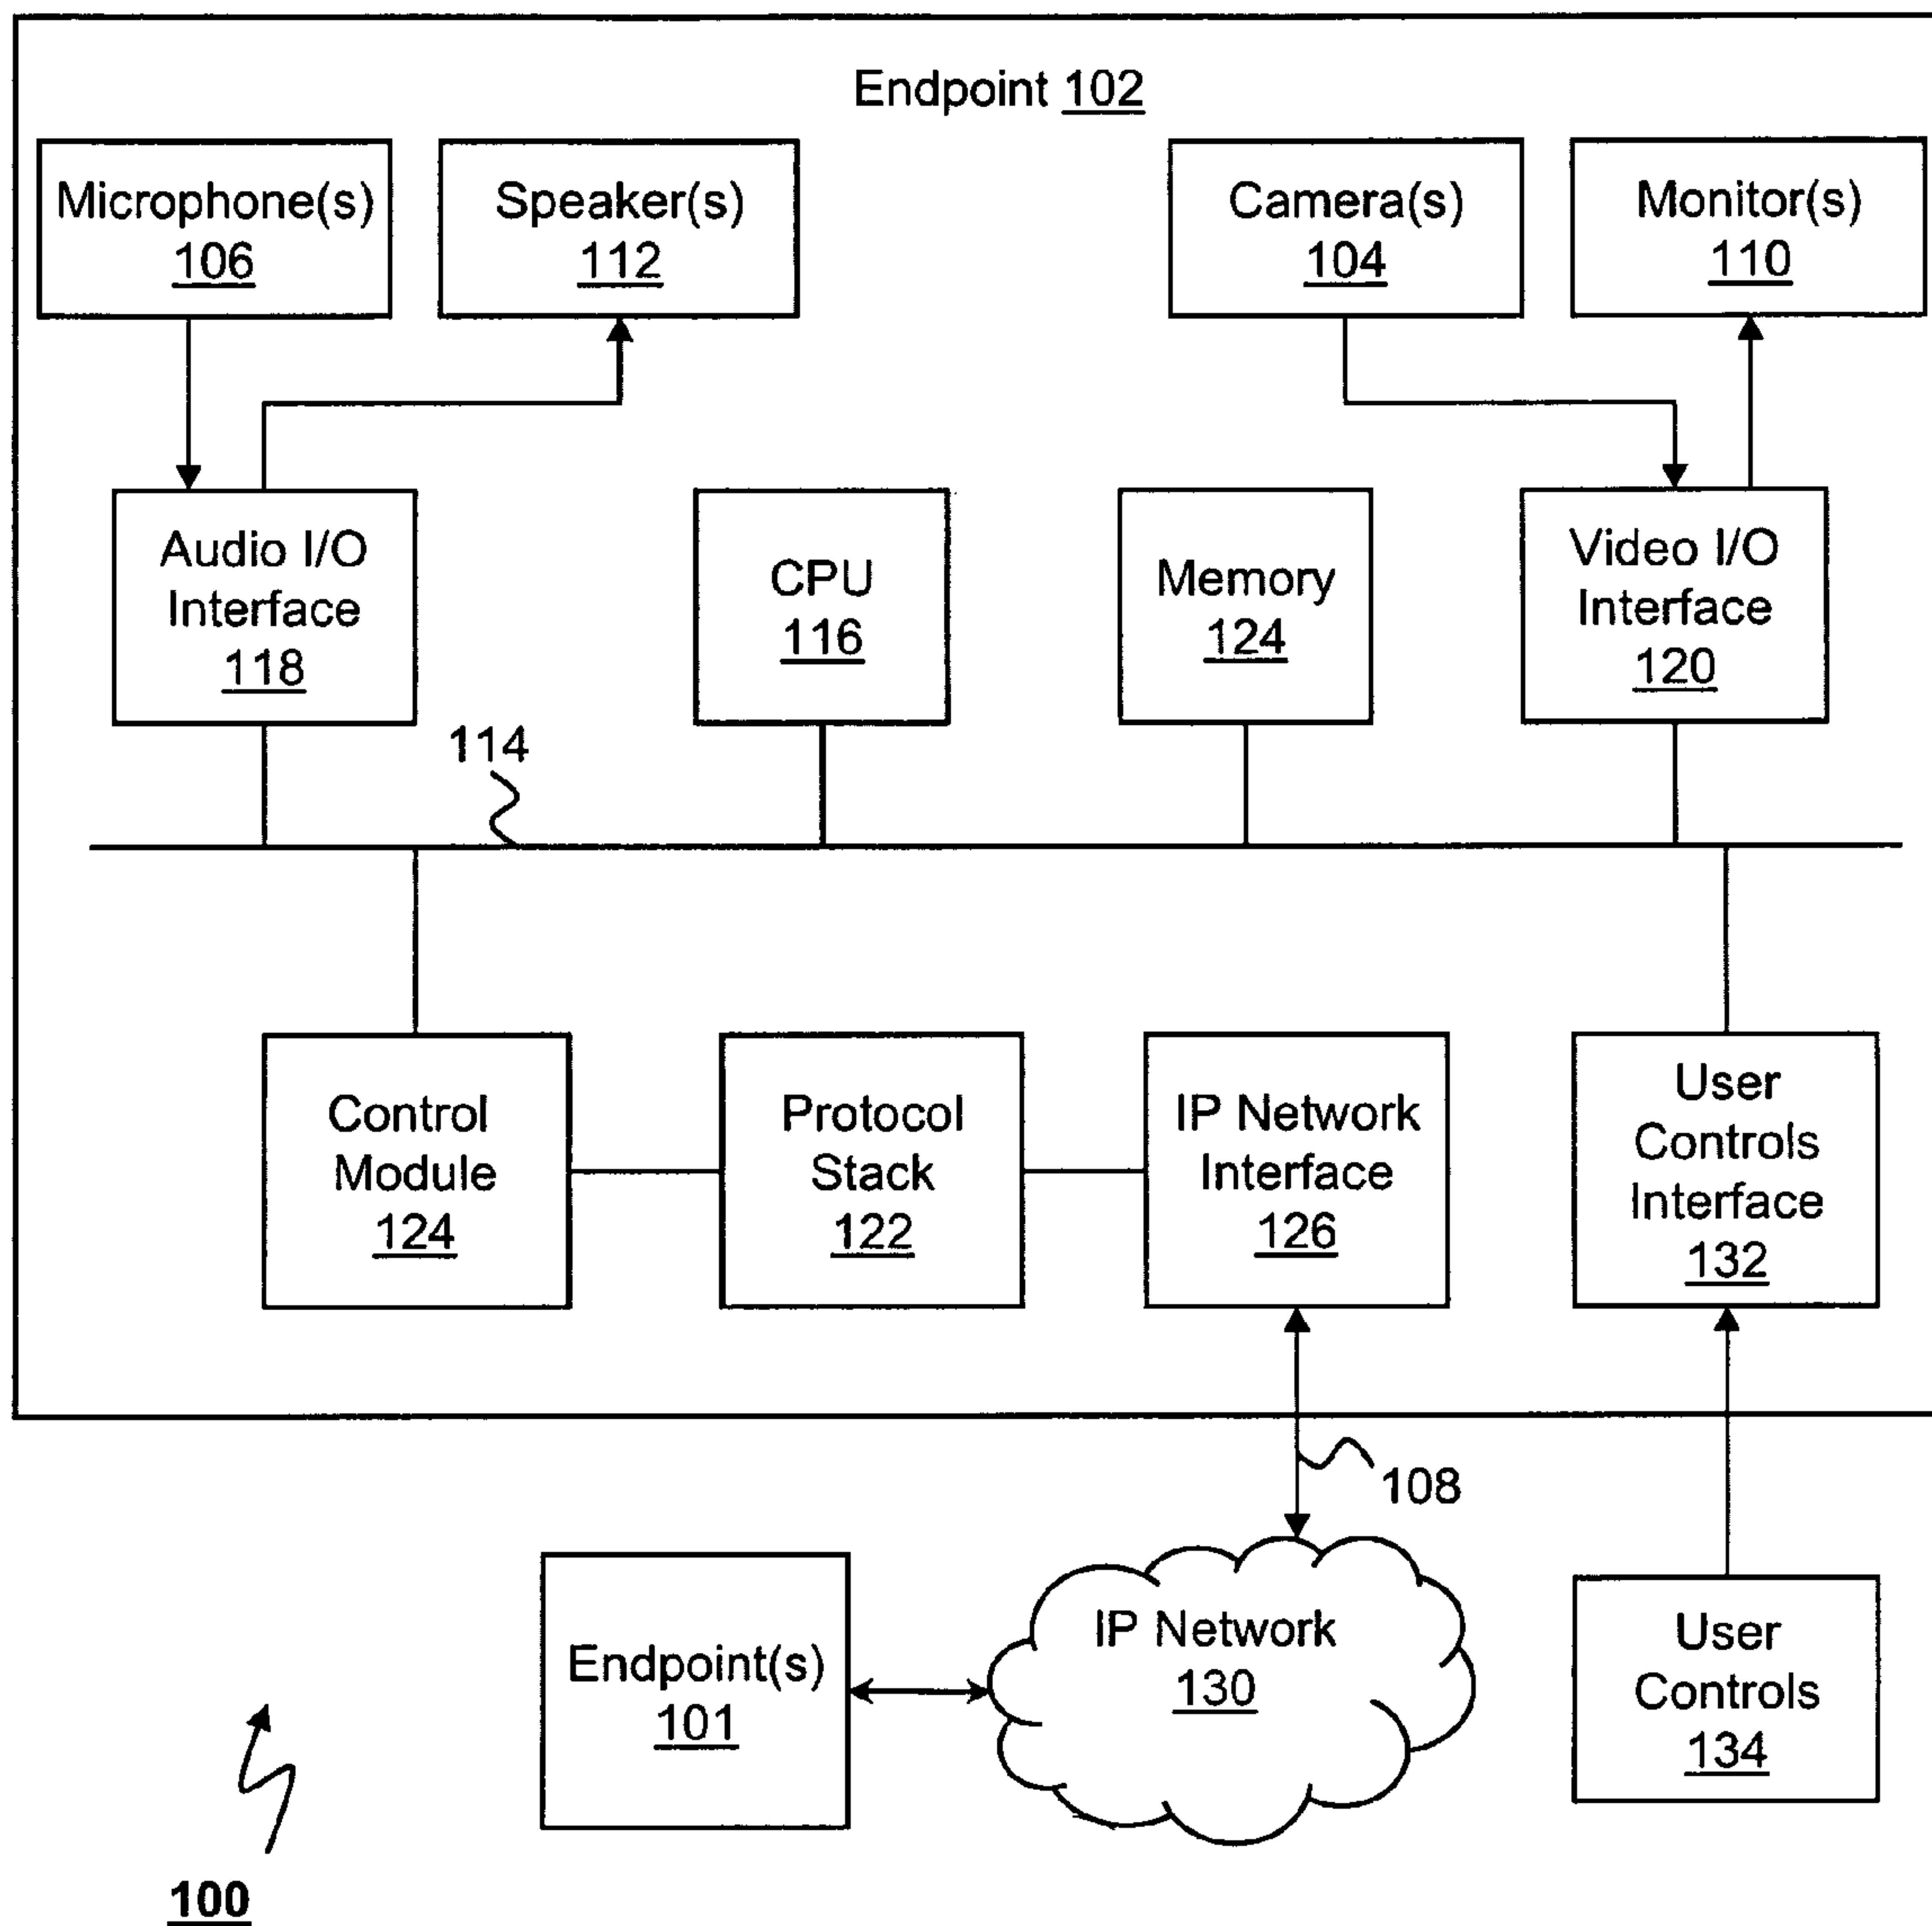 Endpoint 102
Microphone(s)
106
Speaker(s)
112
Camera(s)
104
Monitor(s)
110
Audio I/O
Interface
118
CPU
116
Memory
124
Video I/O
Interface
120
114
Control
Module
124
Protocol
Stack
122
IP Network
Interface
126
User
Controls
Interface
132
108
Endpoint(s)
101
IP Network
130
User
Controls
134
100